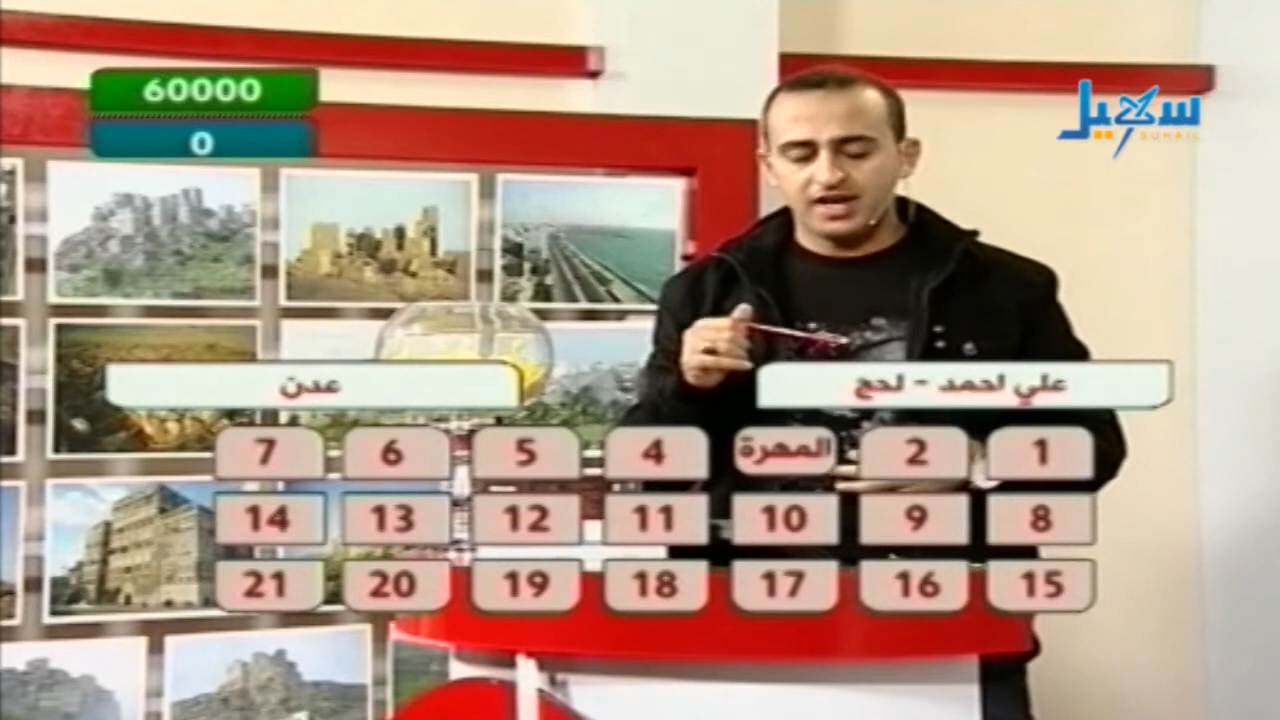 60000
0
سهيل
SUHAIL
علي احمد - لحج
عدن
1 2 المهرة 4 5 6 7
8 9 10 11 12 13 14
15 16 17 18 19 20 21